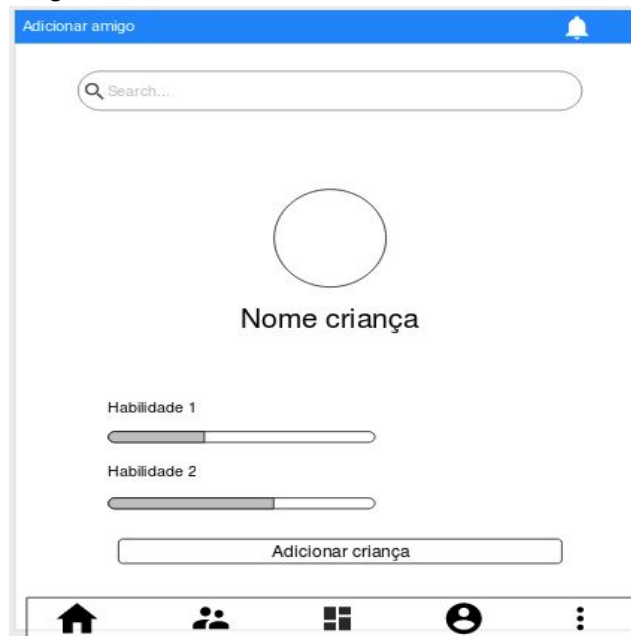 Adicionar amigo
Search...
Nome criança
Habilidade 1
Habilidade 2
Adicionar criança